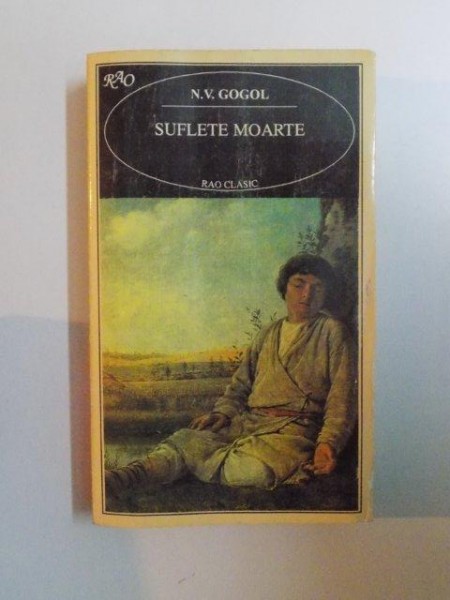 RAO
N.V. GOGOL
SUFLETE MOARTE
RAO CLASIC